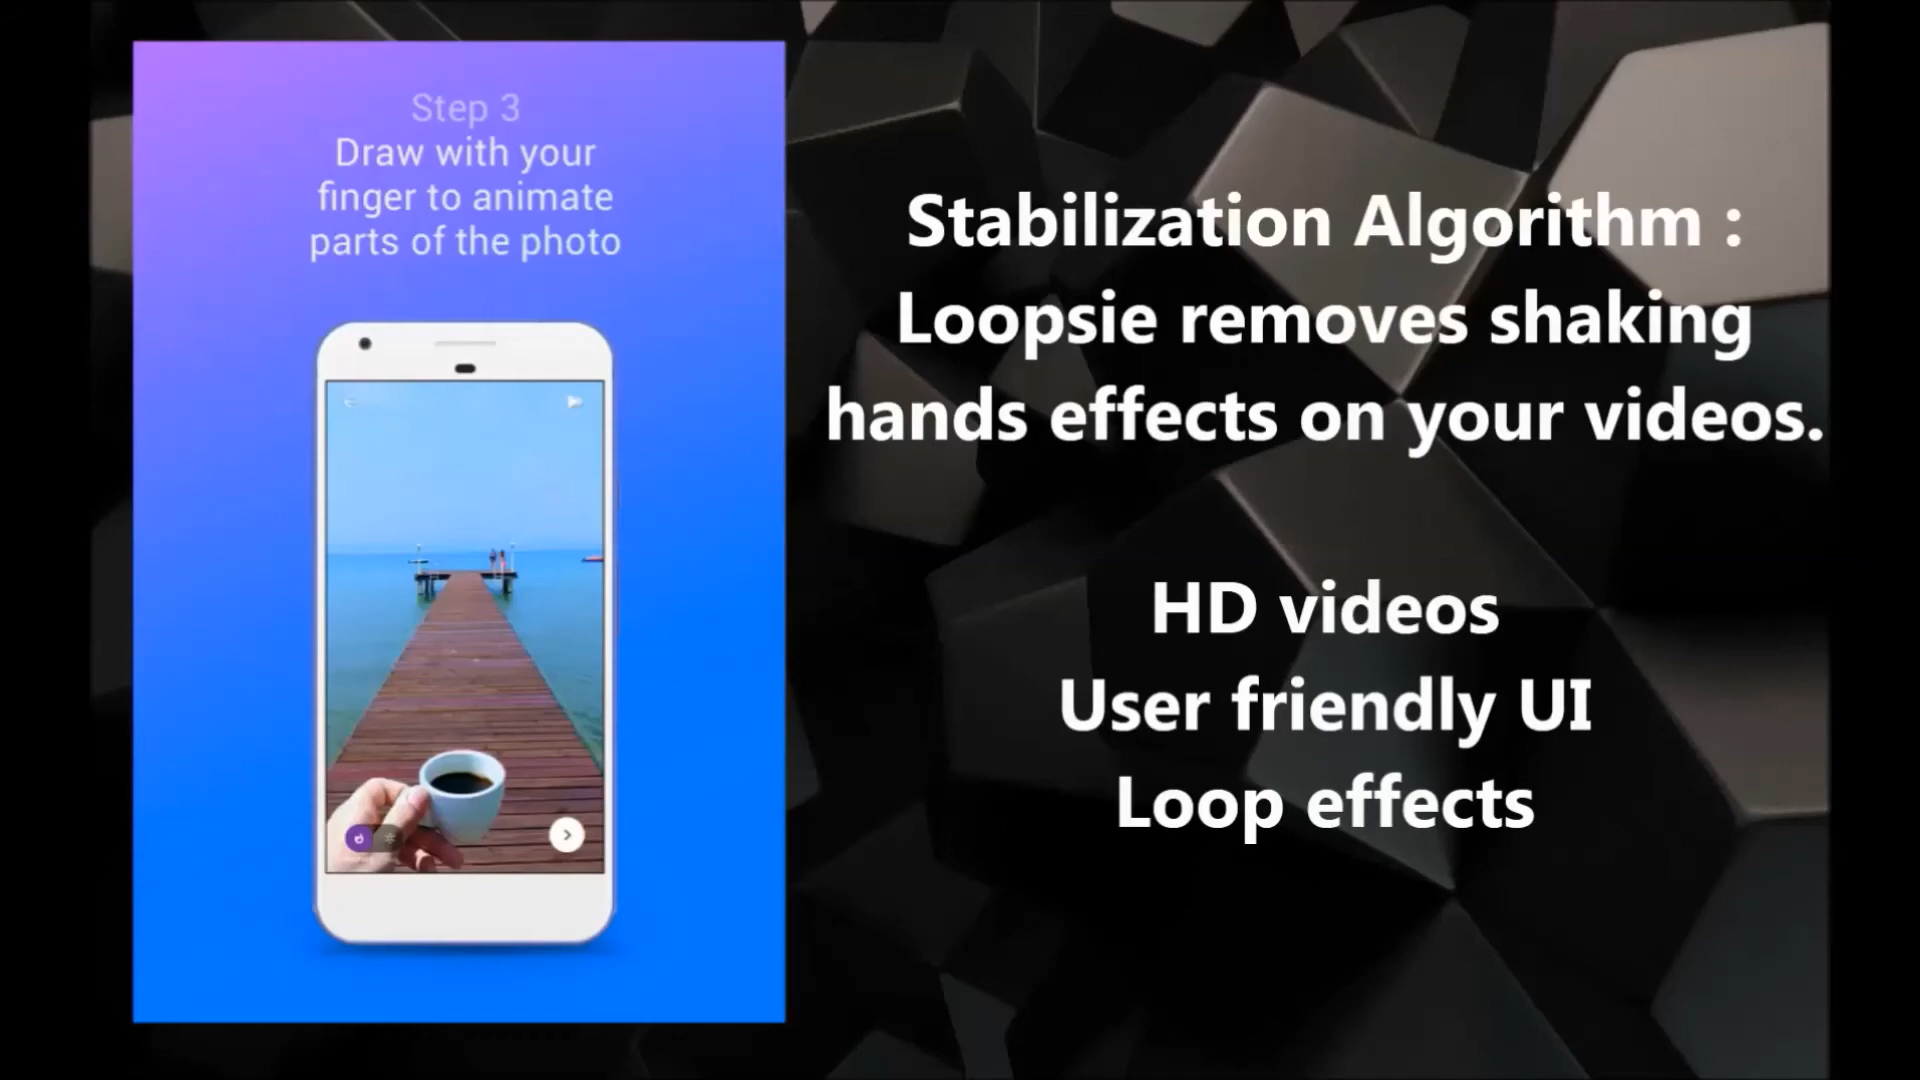 Step 3
Draw with your
finger to animate
parts of the photo
Stabilization Algorithm :
Loopsie removes shaking
hands effects on your videos.
HD videos
User friendly UI
Loop effects